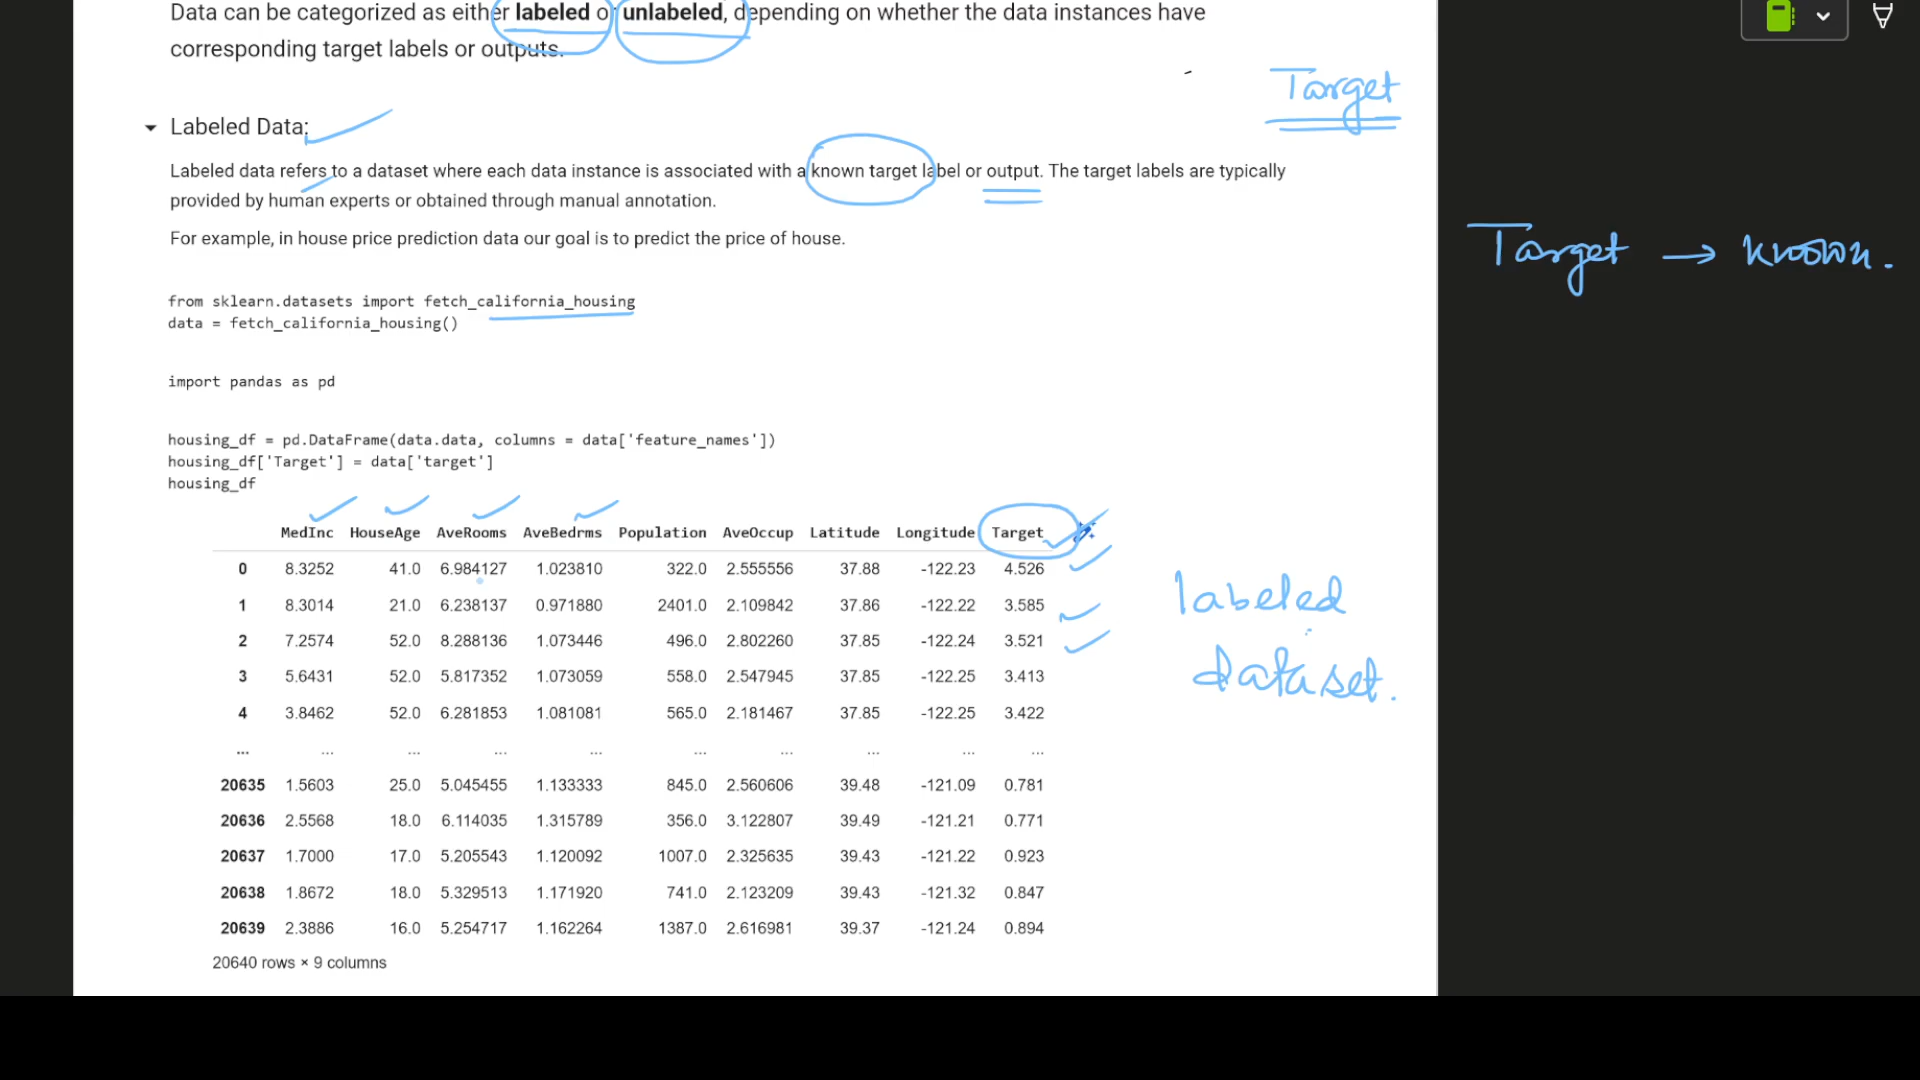 Data can be categorized as either labeled or unlabeled, depending on whether the data instances have
corresponding target labels or outputs.
Target
Labeled Data:
Labeled data refers to a dataset where each data instance is associated with a known target label or output. The target labels are typically
provided by human experts or obtained through manual annotation.
Target → known.
For example, in house price prediction data our goal is to predict the price of house.
from sklearn.datasets import fetch_california_housing
data = fetch_california_housing()
import pandas as pd
housing_df = pd.DataFrame(data.data, columns = data['feature_names'])
housing_df['Target'] = data['target']
housing_df
MedInc HouseAge AveRooms AveBedrms Population AveOccup Latitude Longitude Target
0 8.3252 41.0 6.984127 1.023810 322.0 2.555556 37.88 -122.23 4.526
1 8.3014 21.0 6.238137 0.971880 2401.0 2.109842 37.86 -122.22 3.585
2 7.2574 52.0 8.288136 1.073446 496.0 2.802260 37.85 -122.24 3.521
3 5.6431 52.0 5.817352 1.073059 558.0 2.547945 37.85 -122.25 3.413
4 3.8462 52.0 6.281853 1.081081 565.0 2.181467 37.85 -122.25 3.422
... ... ... ... ... ... ... ... ... ...
20635 1.5603 25.0 5.045455 1.133333 845.0 2.560606 39.48 -121.09 0.781
20636 2.5568 18.0 6.114035 1.315789 356.0 3.122807 39.49 -121.21 0.771
20637 1.7000 17.0 5.205543 1.120092 1007.0 2.325635 39.43 -121.22 0.923
20638 1.8672 18.0 5.329513 1.171920 741.0 2.123209 39.43 -121.32 0.847
20639 2.3886 16.0 5.254717 1.162264 1387.0 2.616981 39.37 -121.24 0.894
20640 rows × 9 columns
labeled
dataset.